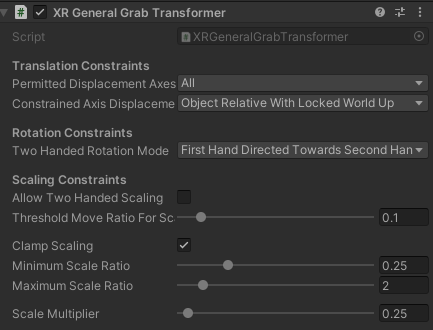 XR General Grab Transformer
Script XRGeneralGrabTransformer
Translation Constraints
Permitted Displacement Axes All
Constrained Axis Displaceme Object Relative With Locked World Up
Rotation Constraints
Two Handed Rotation Mode First Hand Directed Towards Second Han
Scaling Constraints
Allow Two Handed Scaling
Threshold Move Ratio For Sc 0.1
Clamp Scaling
Minimum Scale Ratio 0.25
Maximum Scale Ratio 2
Scale Multiplier 0.25